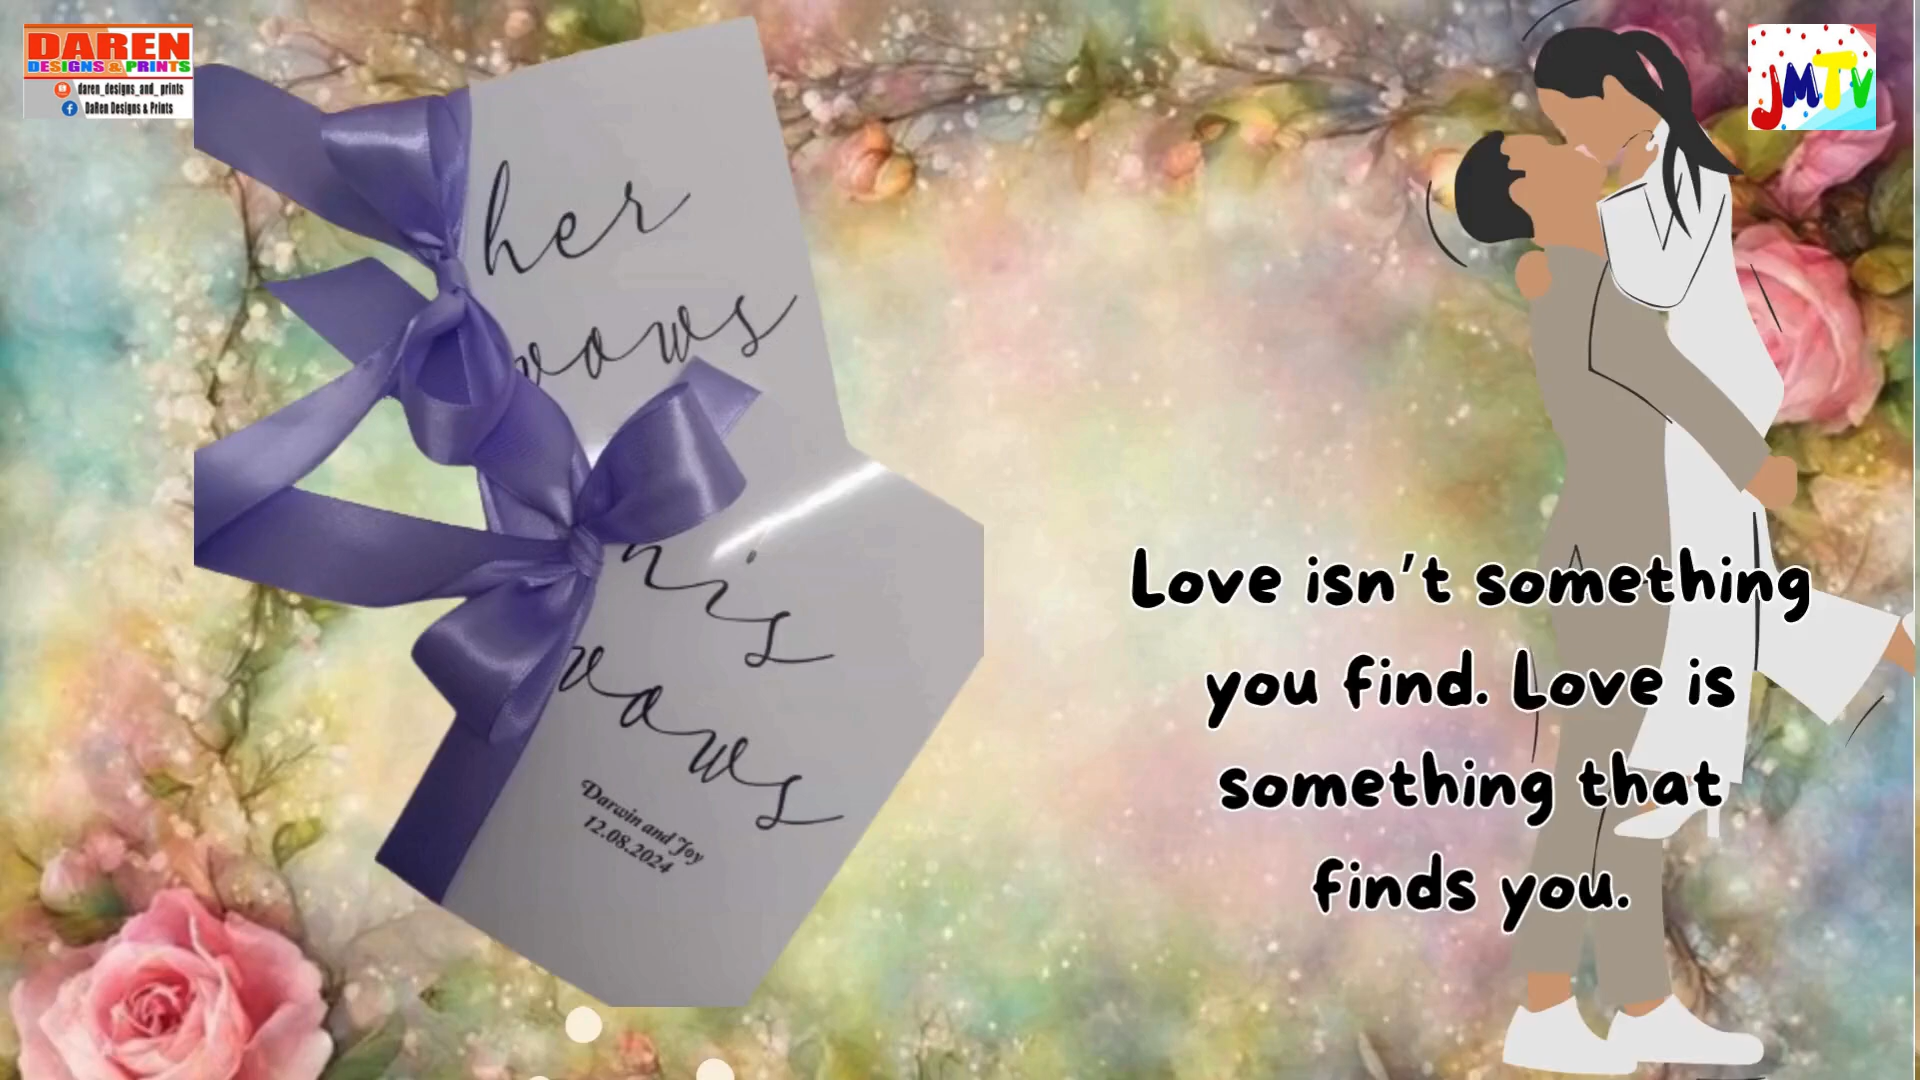 DAREN
DESIGNS & PRINTS
daren_designs_and_prints
DaRen Designs & Prints
JMTV
her
vows
his
vows
Darwin and Joy
12.08.2024
Love isn't something
you find. Love is
something that
finds you.